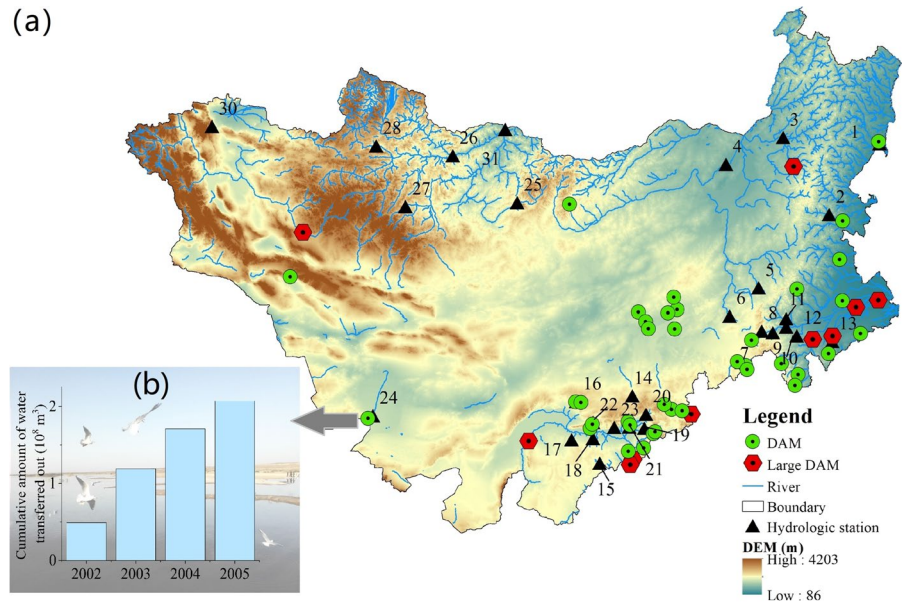 (a)
30
28
26
31
27
25
3
1
4
2
5
6
8
11
12
13
7
9
10
14
16
20
22
23
24
17
18
19
21
15
(b)
Cumulative amount of water
transferred out (10⁸ m³)
2
1
0
2002 2003 2004 2005
Legend
DAM
Large DAM
River
Boundary
Hydrologic station
DEM (m)
High : 4203
Low : 86